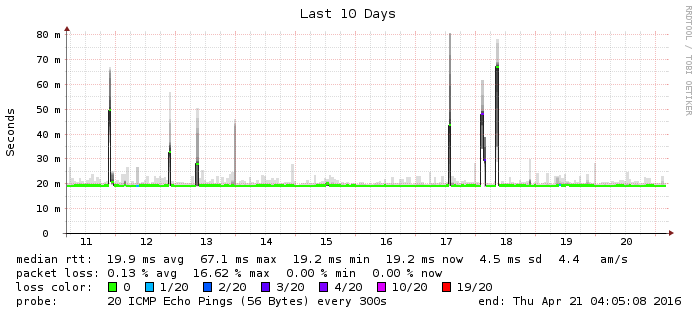 Last 10 Days
RRDTOOL / TOBI OETIKER
Seconds
80 m
70 m
60 m
50 m
40 m
30 m
20 m
10 m
0
11 12 13 14 15 16 17 18 19 20
median rtt: 19.9 ms avg 67.1 ms max 19.2 ms min 19.2 ms now 4.5 ms sd 4.4 am/s
packet loss: 0.13 % avg 16.62 % max 0.00 % min 0.00 % now
loss color: 0 1/20 2/20 3/20 4/20 10/20 19/20
probe: 20 ICMP Echo Pings (56 Bytes) every 300s end: Thu Apr 21 04:05:08 2016